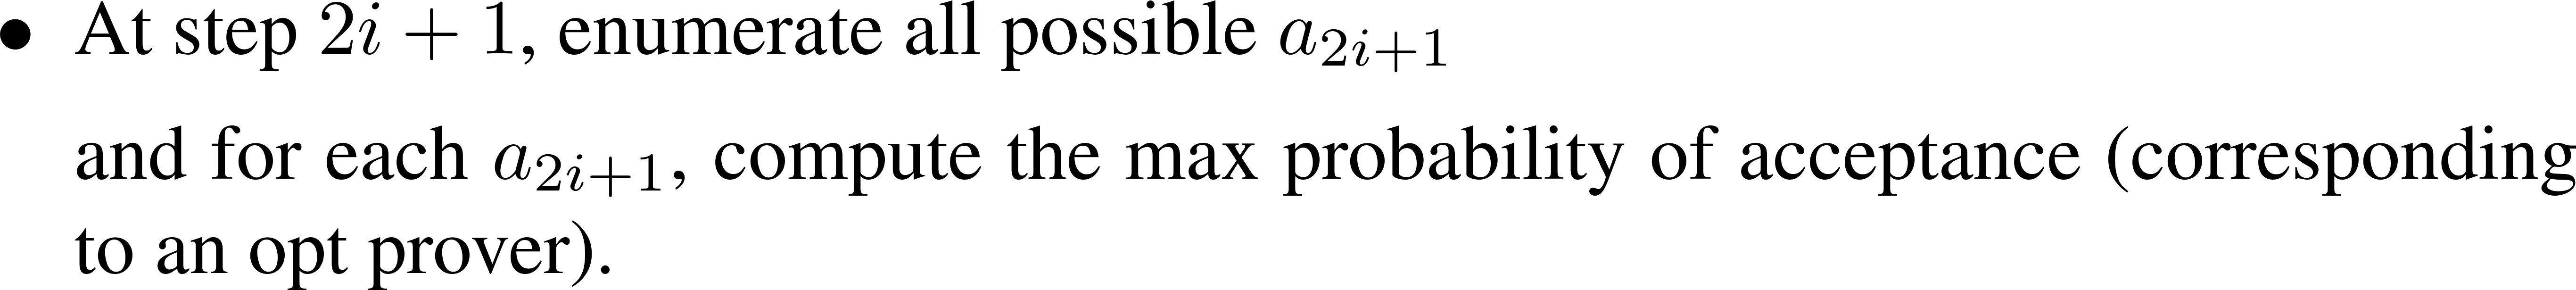 • At step $2i + 1$, enumerate all possible $a_{2i+1}$
and for each $a_{2i+1}$, compute the max probability of acceptance (corresponding
to an opt prover).